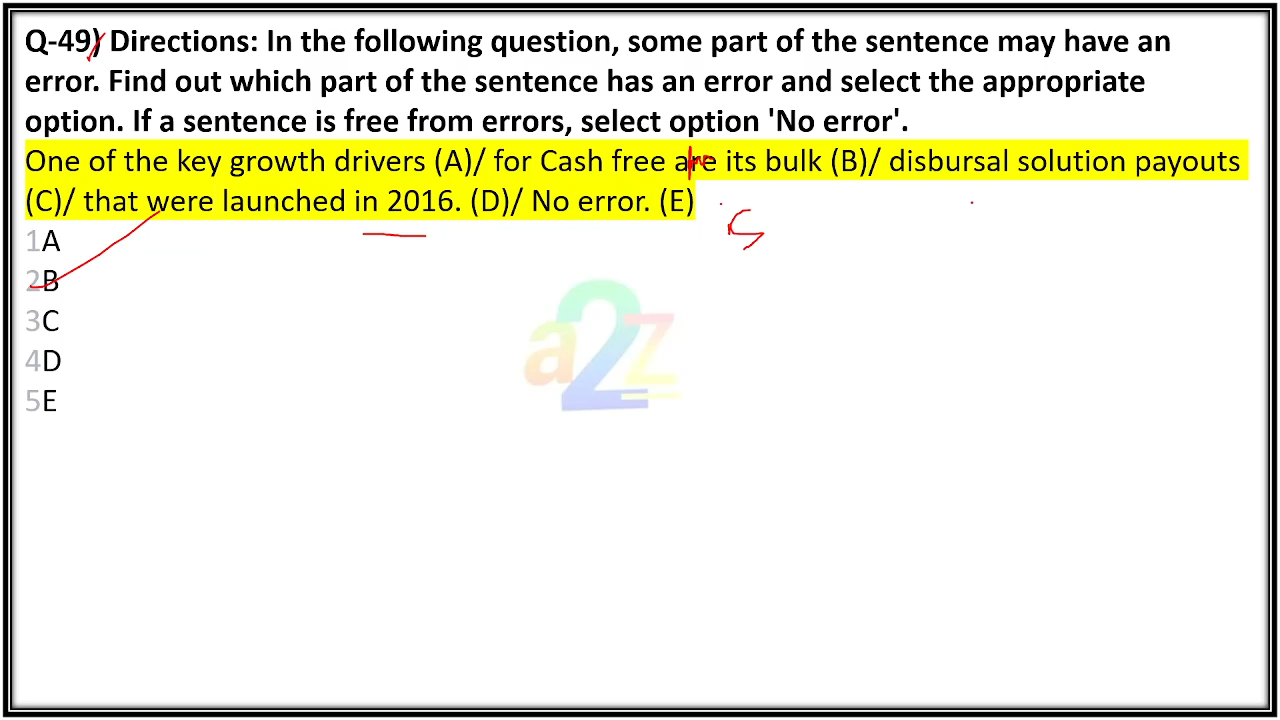 Q-49) Directions: In the following question, some part of the sentence may have an
error. Find out which part of the sentence has an error and select the appropriate
option. If a sentence is free from errors, select option 'No error'.
One of the key growth drivers (A)/ for Cash free are its bulk (B)/ disbursal solution payouts
(C)/ that were launched in 2016. (D)/ No error. (E)
1A
2B
3C
4D
5E
a2z